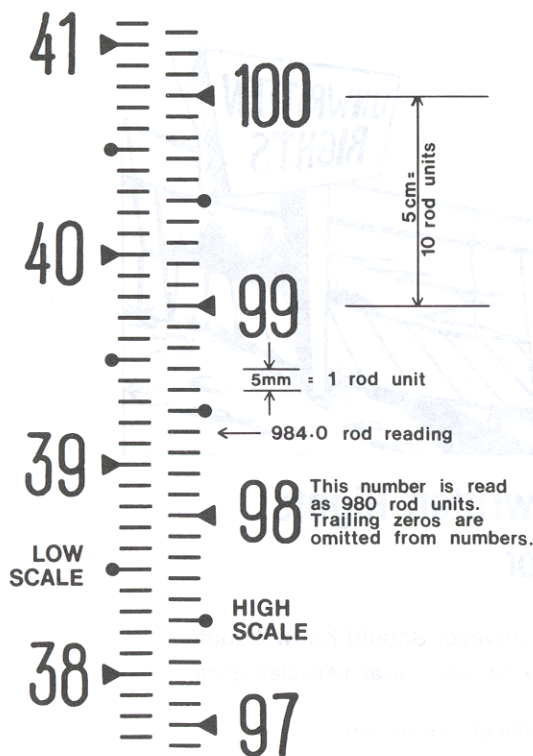 41
100
5cm=
10 rod units
40
99
5mm = 1 rod unit
984.0 rod reading
39
98
This number is read
as 980 rod units.
Trailing zeros are
omitted from numbers.
LOW
SCALE
HIGH
SCALE
38
97